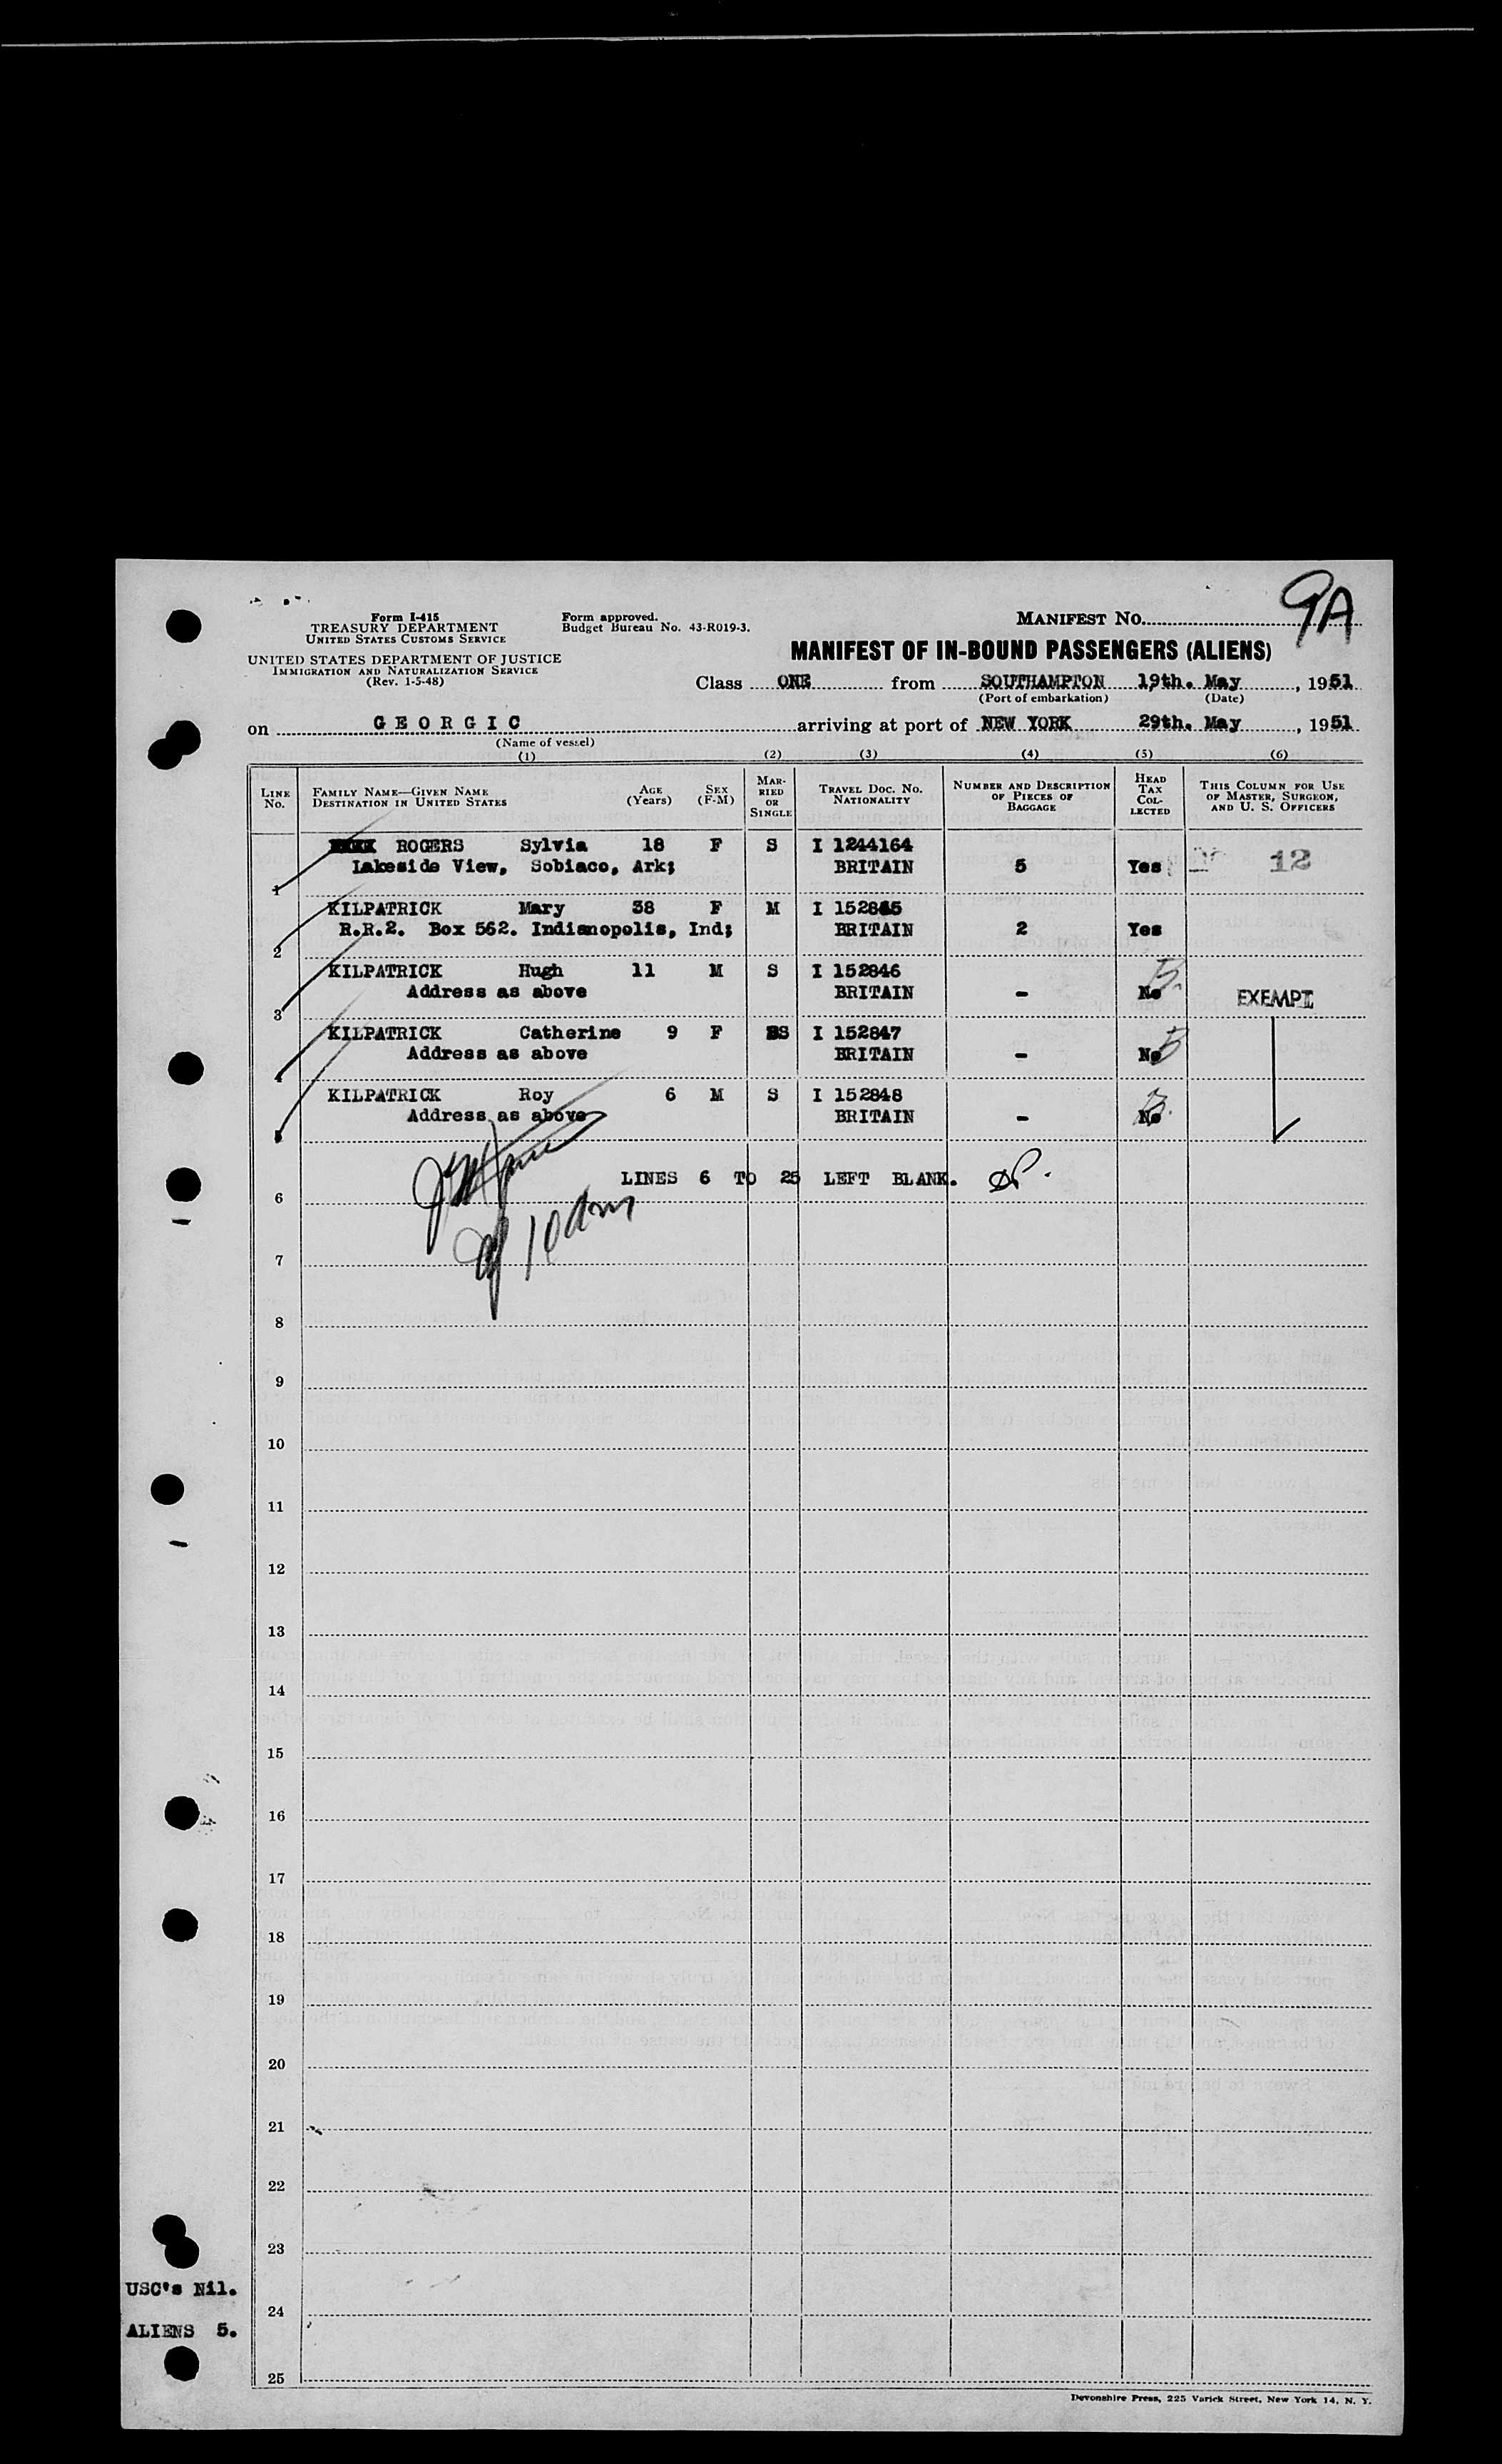 9A
Form I-415
TREASURY DEPARTMENT
UNITED STATES CUSTOMS SERVICE
Form approved.
Budget Bureau No. 43-R019-3.
MANIFEST NO.
UNITED STATES DEPARTMENT OF JUSTICE
IMMIGRATION AND NATURALIZATION SERVICE
(Rev. 1-5-48)
MANIFEST OF IN-BOUND PASSENGERS (ALIENS)
Class ONE from SOUTHAMPTON 19th. May, 1951
(Port of embarkation) (Date)
on GEORGIC arriving at port of NEW YORK 29th. May, 1951
(Name of vessel)
(1) (2) (3) (4) (5) (6)
LINE No.
FAMILY NAME—GIVEN NAME
DESTINATION IN UNITED STATES
AGE (Years)
SEX (F-M)
MARRIED OR SINGLE
TRAVEL DOC. NO.
NATIONALITY
NUMBER AND DESCRIPTION OF PIECES OF BAGGAGE
HEAD TAX COLLECTED
THIS COLUMN FOR USE OF MASTER, SURGEON, AND U. S. OFFICERS
ROGERS Sylvia 18 F S I 1244164
1 Lakeside View, Sobiaco, Ark; BRITAIN 5 Yes 12
KILPATRICK Mary 38 F M I 152845
2 R.R.2. Box 562. Indianopolis, Ind; BRITAIN 2 Yes
KILPATRICK Hugh 11 M S I 152846
3 Address as above BRITAIN - No EXEMPT
KILPATRICK Catherine 9 F S I 152847
4 Address as above BRITAIN - No
KILPATRICK Roy 6 M S I 152848
5 Address as above BRITAIN - No
LINES 6 TO 25 LEFT BLANK.
6
7
8
9
10
11
12
13
14
15
16
17
18
19
20
21
22
23
USC's Nil.
24
ALIENS 5.
25
Devonshire Press, 225 Varick Street, New York 14, N. Y.